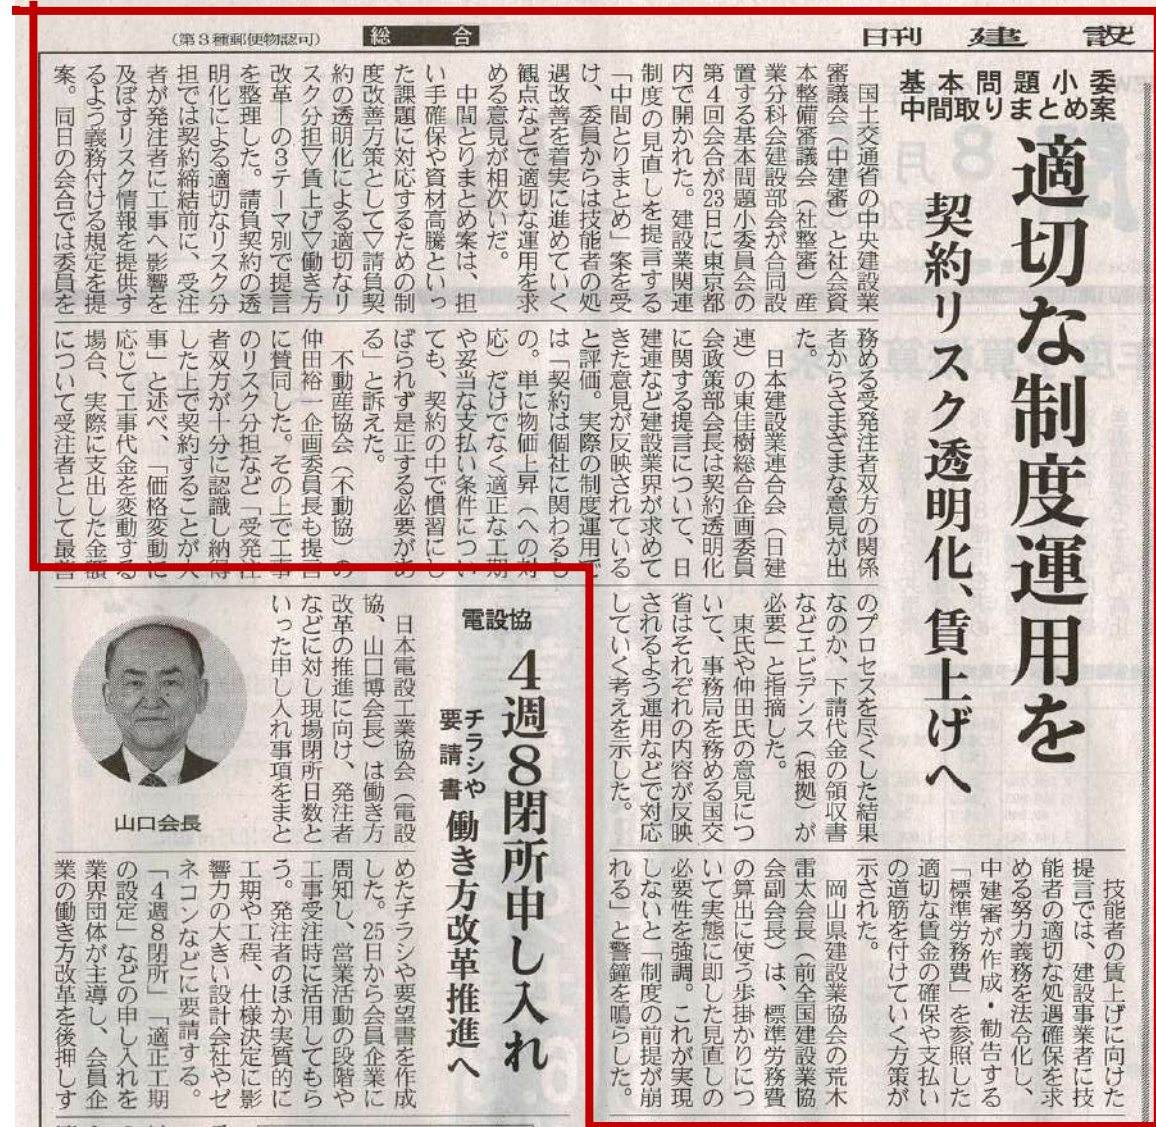 (第3種郵便物認可)
総合
日刊 建設
基本問題小委
中間取りまとめ案
適切な制度運用を
契約リスク透明化、賃上げへ
国土交通省の中央建設業
審議会(中建審)と社会資
本整備審議会(社整審)産
業分科会建設部会が合同設
置する基本問題小委員会の
第4回会合が23日に東京都
内で開かれた。建設業関連
制度の見直しを提言する
「中間とりまとめ」案を受
け、委員からは技能者の処
遇改善を着実に進めていく
観点などで適切な運用を求
める意見が相次いだ。
中間とりまとめ案は、担
い手確保や資材高騰といっ
た課題に対応するための制
度改善方策として▽請負契
約の透明化による適切なリ
スク分担▽賃上げ▽働き方
改革―の3テーマ別で提言
を整理した。請負契約の透
明化による適切なリスク分
担では契約締結前に、受注
者が発注者に工事へ影響を
及ぼすリスク情報を提供す
るよう義務付ける規定を提
案。同日の会合では委員を
務める受発注者双方の関係
者からさまざまな意見が出
た。
日本建設業連合会(日建
連)の東佳樹総合企画委員
会政策部会長は契約透明化
に関する提言について、日
建連など建設業界が求めて
きた意見が反映されている
と評価。実際の制度運用で
は「契約は個社に関わるも
の。単に物価上昇(への対
応)だけでなく適正な工期
や妥当な支払い条件につい
ても、契約の中で慣習にし
ばられず是正する必要があ
る」と訴えた。
不動産協会(不動協)の
仲田裕一企画委員長も提言
に賛同した。その上で工事
のリスク分担など「受発注
者双方が十分に認識し納得
した上で契約することが大
事」と述べ、「価格変動に
応じて工事代金を変動する
場合、実際に支出した金額
について受注者として最善
のプロセスを尽くした結果
なのか、下請代金の領収書
などエビデンス(根拠)が
必要」と指摘した。
東氏や仲田氏の意見につ
いて、事務局を務める国交
省はそれぞれの内容が反映
されるよう運用などで対応
していく考えを示した。
技能者の賃上げに向けた
提言では、建設事業者に技
能者の適切な処遇確保を求
める努力義務を法令化し、
中建審が作成・勧告する
「標準労務費」を参照した
適切な賃金の確保や支払い
の道筋を付けていく方策が
示された。
岡山県建設業協会の荒木
雷太会長(前全国建設業協
会副会長)は、標準労務費
の算出に使う歩掛かりにつ
いて実態に即した見直しの
必要性を強調。これが実現
しないと「制度の前提が崩
れる」と警鐘を鳴らした。
電設協
4週8閉所申し入れ
チラシや
要請書
働き方改革推進へ
日本電設工業協会(電設
協、山口博会長)は働き方
改革の推進に向け、発注者
などに対し現場閉所日数と
いった申し入れ事項をまと
山口会長
めたチラシや要望書を作成
した。25日から会員企業に
周知し、営業活動の段階や
工事受注時に活用してもら
う。発注者のほか実質的に
工期や工程、仕様決定に影
響力の大きい設計会社やゼ
ネコンなどに要請する。
「4週8閉所」「適正工期
の設定」などの申し入れを
業界団体が主導し、会員企
業の働き方改革を後押しす